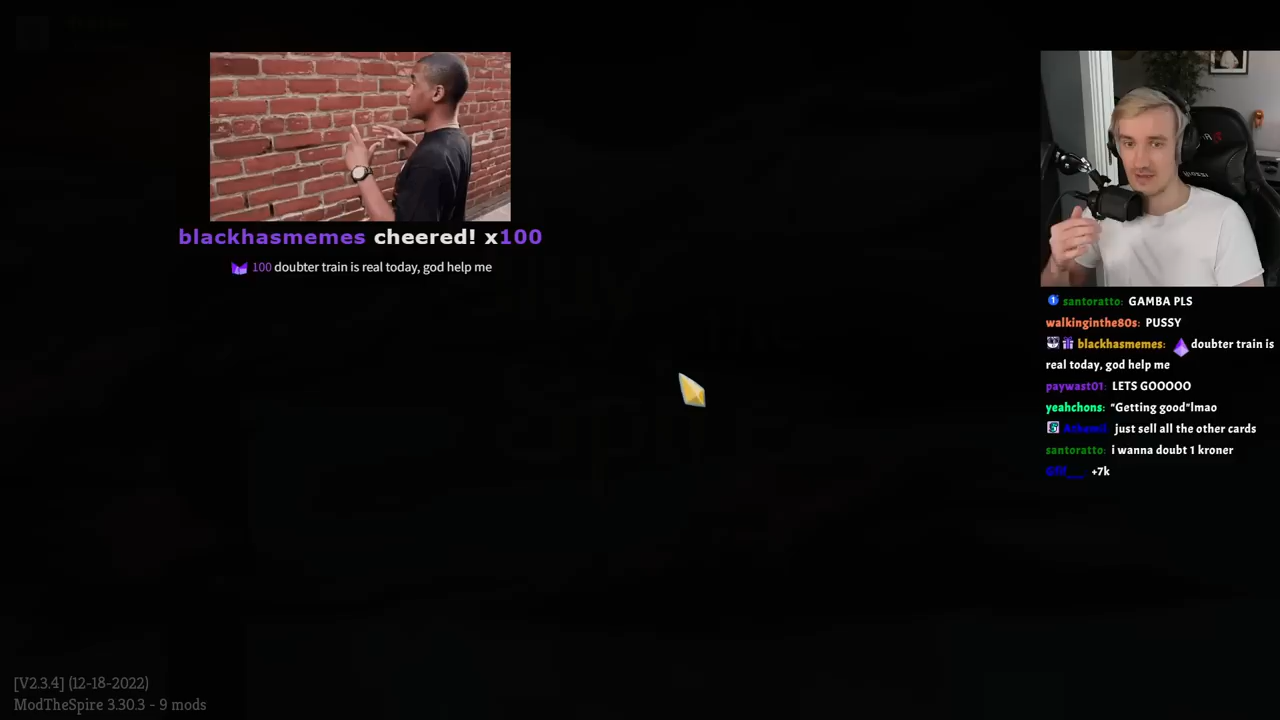 blackhasmemes cheered! x100
100 doubter train is real today, god help me
1 santoratto: GAMBA PLS
walkinginthe80s: PUSSY
blackhasmemes: doubter train is
real today, god help me
paywast01: LETS GOOOOO
yeahchons: "Getting good"lmao
just sell all the other cards
santoratto: i wanna doubt 1 kroner
+7k
[V2.3.4] (12-18-2022)
ModTheSpire 3.30.3 - 9 mods